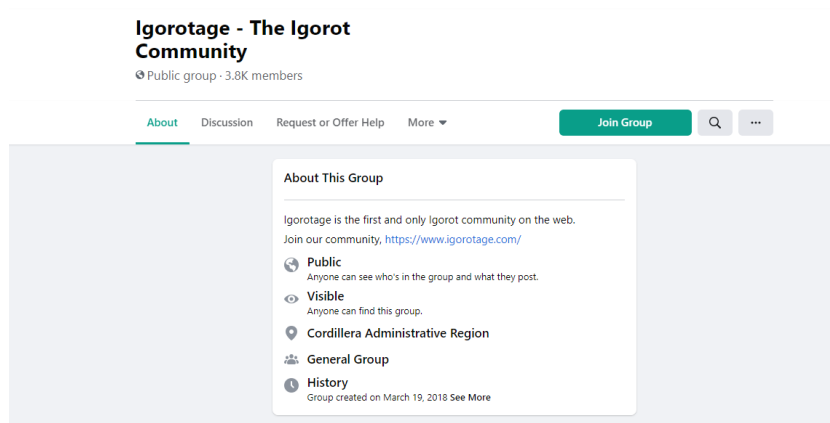 Igorotage - The Igorot
Community
Public group · 3.8K members
About Discussion Request or Offer Help More Join Group ···
About This Group
Igorotage is the first and only Igorot community on the web.
Join our community, https://www.igorotage.com/
Public
Anyone can see who's in the group and what they post.
Visible
Anyone can find this group.
Cordillera Administrative Region
General Group
History
Group created on March 19, 2018 See More